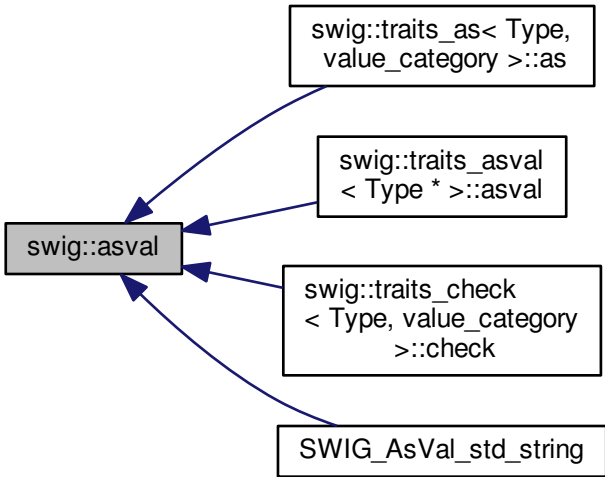 swig::traits_as< Type,
value_category >::as
swig::traits_asval
< Type * >::asval
swig::asval
swig::traits_check
< Type, value_category
>::check
SWIG_AsVal_std_string